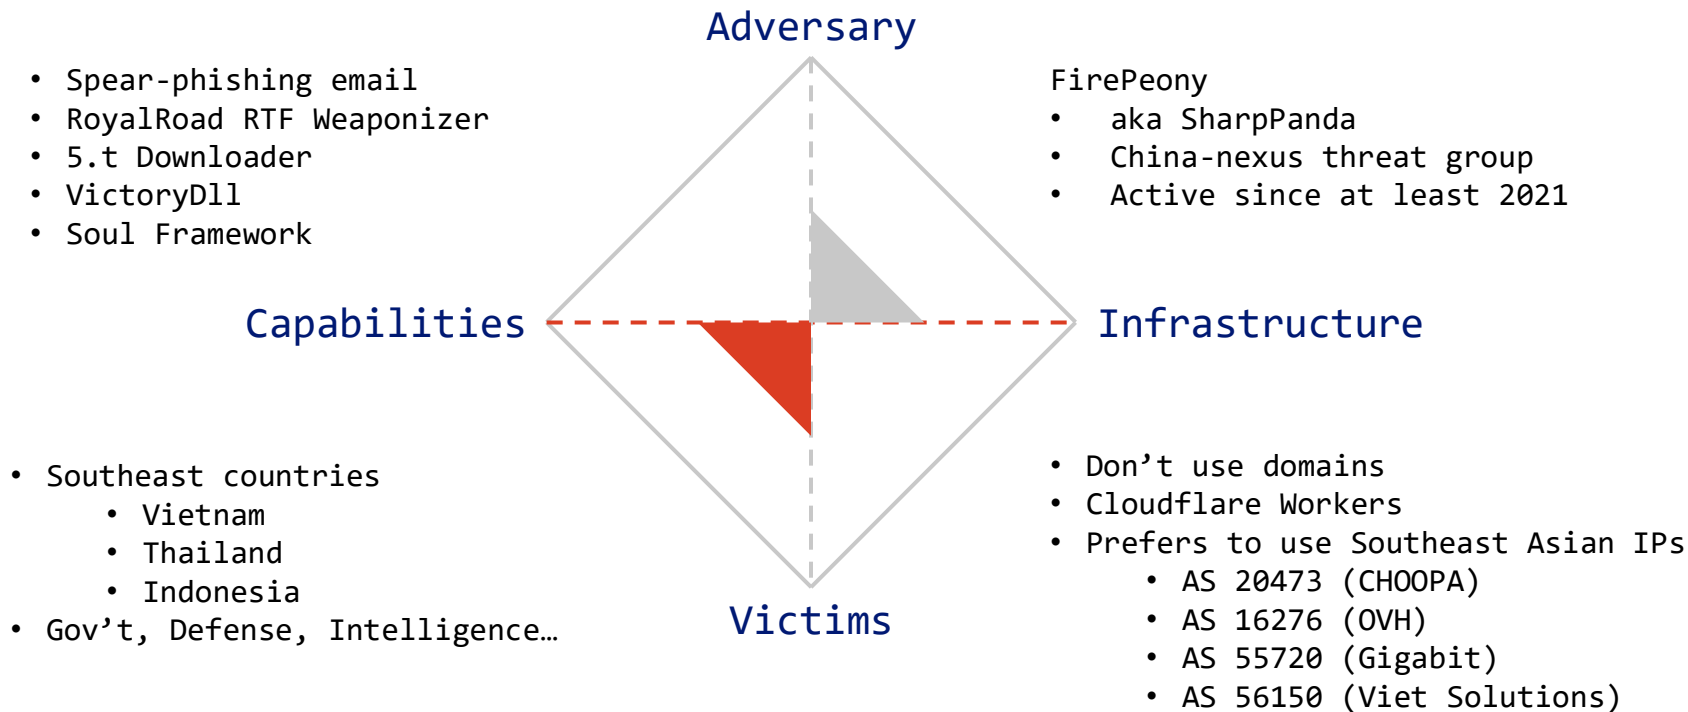 Adversary
• Spear-phishing email
• RoyalRoad RTF Weaponizer
• 5.t Downloader
• VictoryDll
• Soul Framework
FirePeony
• aka SharpPanda
• China-nexus threat group
• Active since at least 2021
Capabilities
Infrastructure
• Southeast countries
• Vietnam
• Thailand
• Indonesia
• Gov’t, Defense, Intelligence…
Victims
• Don’t use domains
• Cloudflare Workers
• Prefers to use Southeast Asian IPs
• AS 20473 (CHOOPA)
• AS 16276 (OVH)
• AS 55720 (Gigabit)
• AS 56150 (Viet Solutions)